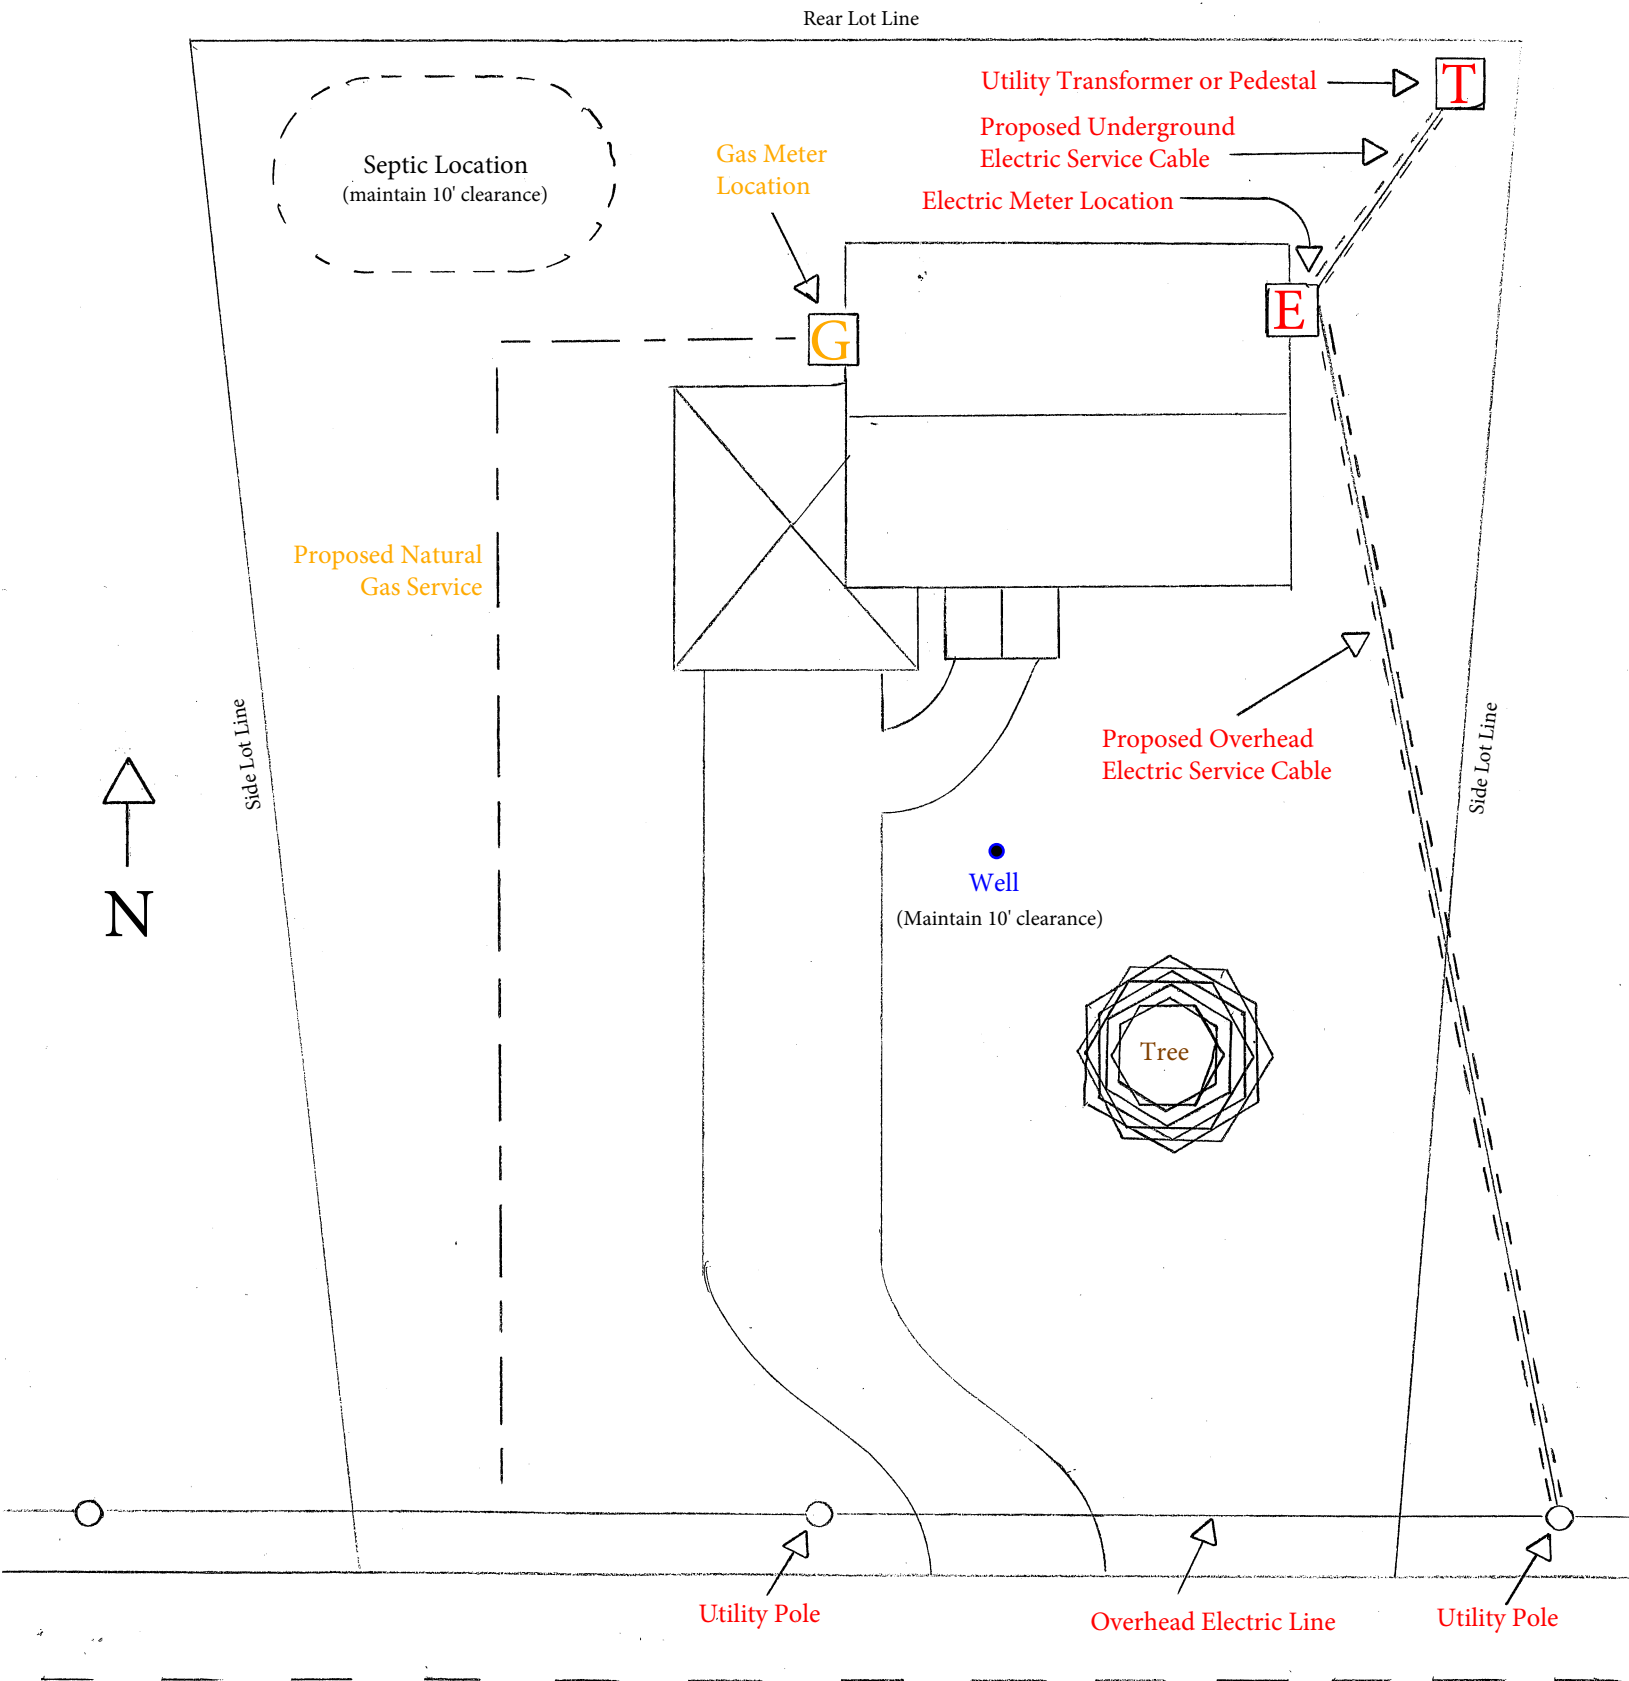 Rear Lot Line
Utility Transformer or Pedestal
T
Proposed Underground
Electric Service Cable
Septic Location
(maintain 10' clearance)
Gas Meter
Location
Electric Meter Location
G
E
Proposed Natural
Gas Service
Side Lot Line
Proposed Overhead
Electric Service Cable
Side Lot Line
N
Well
(Maintain 10' clearance)
Tree
Utility Pole
Overhead Electric Line
Utility Pole